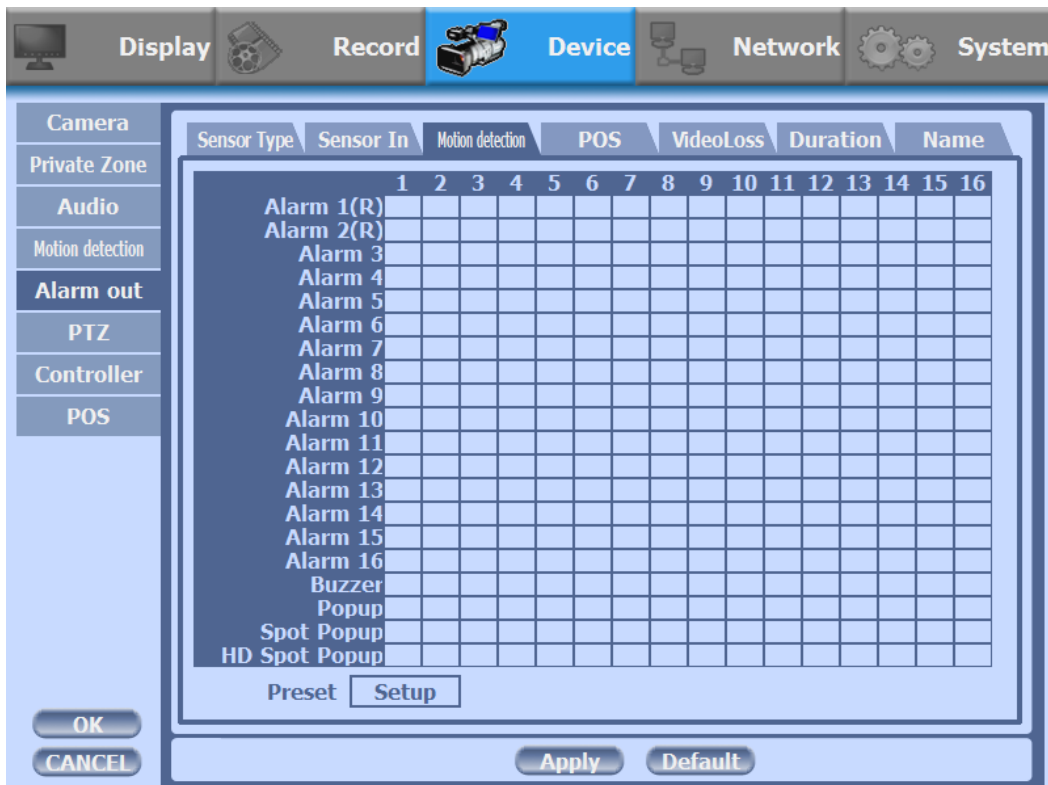 Display Record Device Network System
Camera
Private Zone
Audio
Motion detection
Alarm out
PTZ
Controller
POS
OK
CANCEL
Sensor Type Sensor In Motion detection POS VideoLoss Duration Name
1 2 3 4 5 6 7 8 9 10 11 12 13 14 15 16
Alarm 1(R)
Alarm 2(R)
Alarm 3
Alarm 4
Alarm 5
Alarm 6
Alarm 7
Alarm 8
Alarm 9
Alarm 10
Alarm 11
Alarm 12
Alarm 13
Alarm 14
Alarm 15
Alarm 16
Buzzer
Popup
Spot Popup
HD Spot Popup
Preset Setup
Apply Default